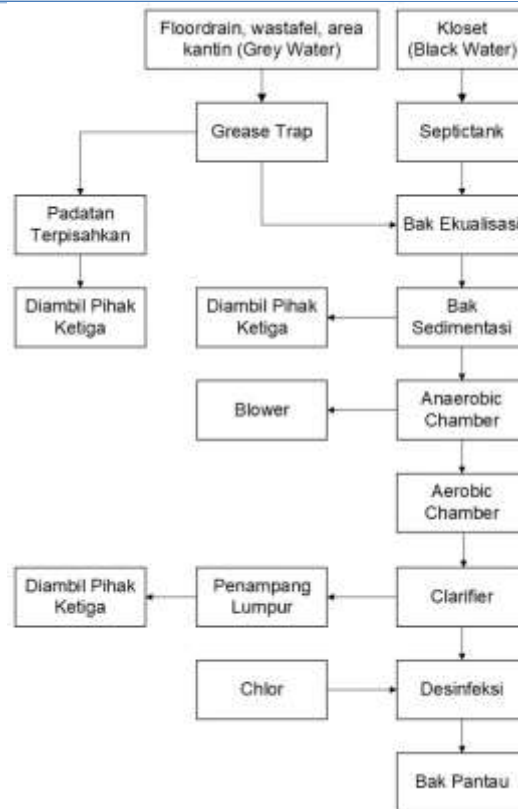 Floordrain, wastafel, area
kantin (Grey Water)
Kloset
(Black Water)
Grease Trap
Septictank
Padatan
Terpisahkan
Bak Ekualisasi
Diambil Pihak
Ketiga
Diambil Pihak
Ketiga
Bak
Sedimentasi
Blower
Anaerobic
Chamber
Aerobic
Chamber
Diambil Pihak
Ketiga
Penampang
Lumpur
Clarifier
Chlor
Desinfeksi
Bak Pantau